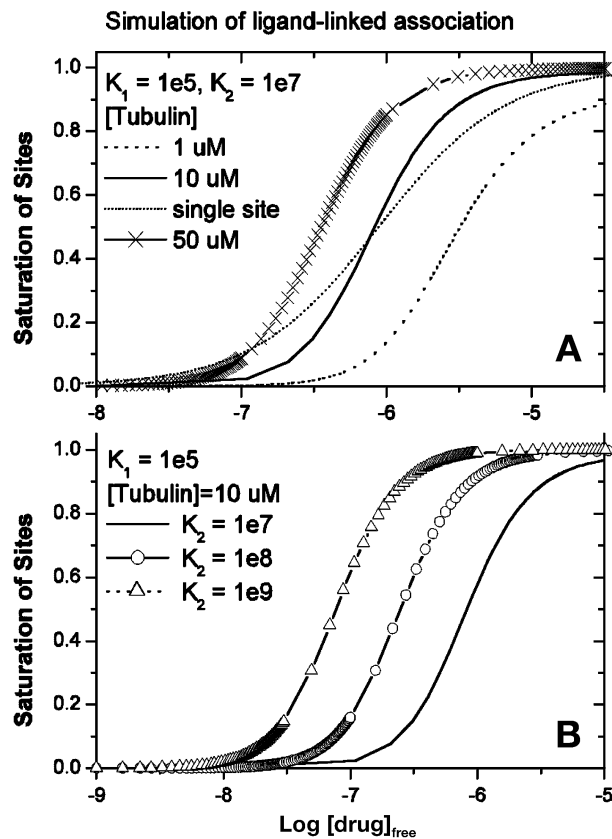 Simulation of ligand-linked association
Saturation of Sites
1.0
0.8
0.6
0.4
0.2
0.0
K₁ = 1e5, K₂ = 1e7
[Tubulin]
1 uM
10 uM
single site
50 uM
A
-8
-7
-6
-5
Saturation of Sites
1.0
0.8
0.6
0.4
0.2
0.0
K₁ = 1e5
[Tubulin]=10 uM
K₂ = 1e7
K₂ = 1e8
K₂ = 1e9
B
-9
-8
-7
-6
-5
Log [drug]free